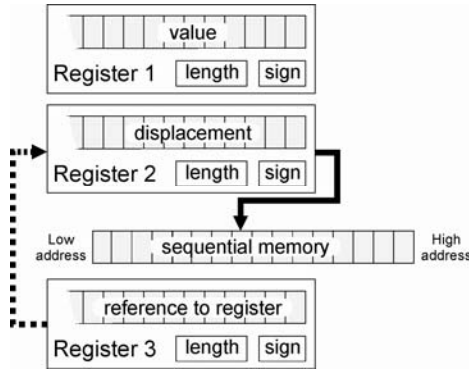 value
Register 1 length sign
displacement
Register 2 length sign
Low address
sequential memory
High address
reference to register
Register 3 length sign